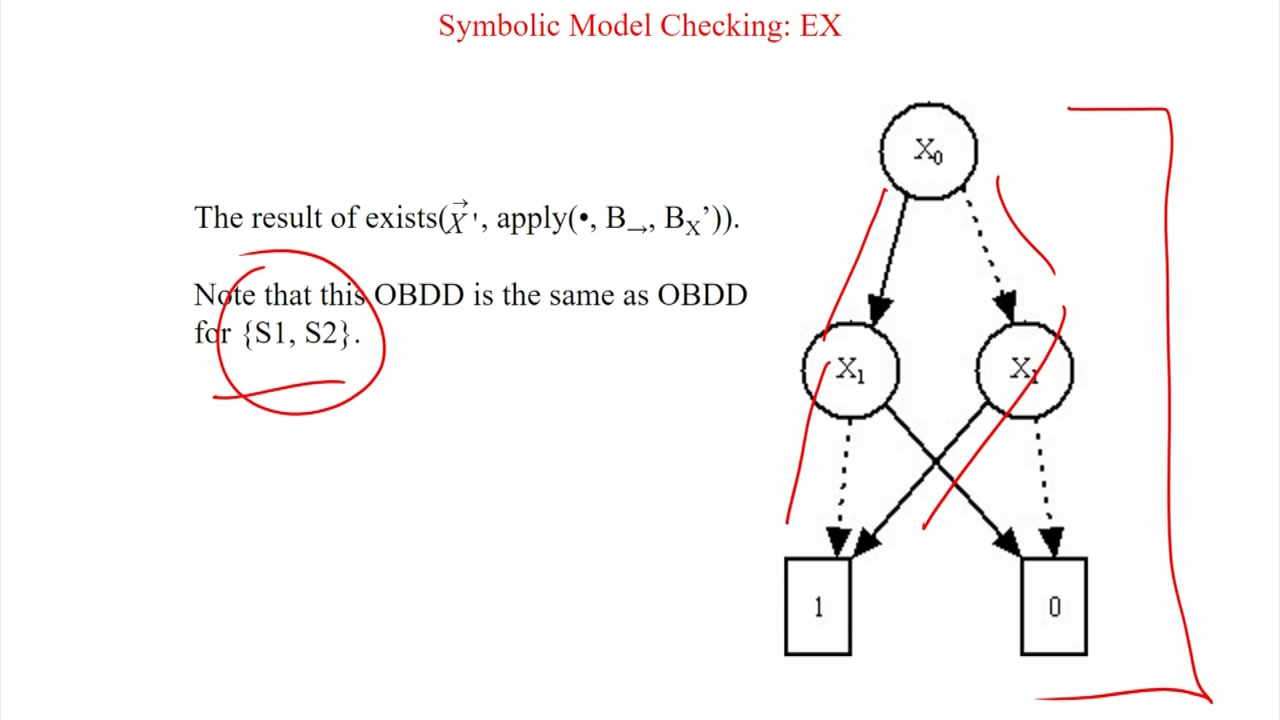 Symbolic Model Checking: EX
The result of exists(X⃗', apply(•, B→, BX’)).
Note that this OBDD is the same as OBDD
for {S1, S2}.
X0
X1 X1
1 0